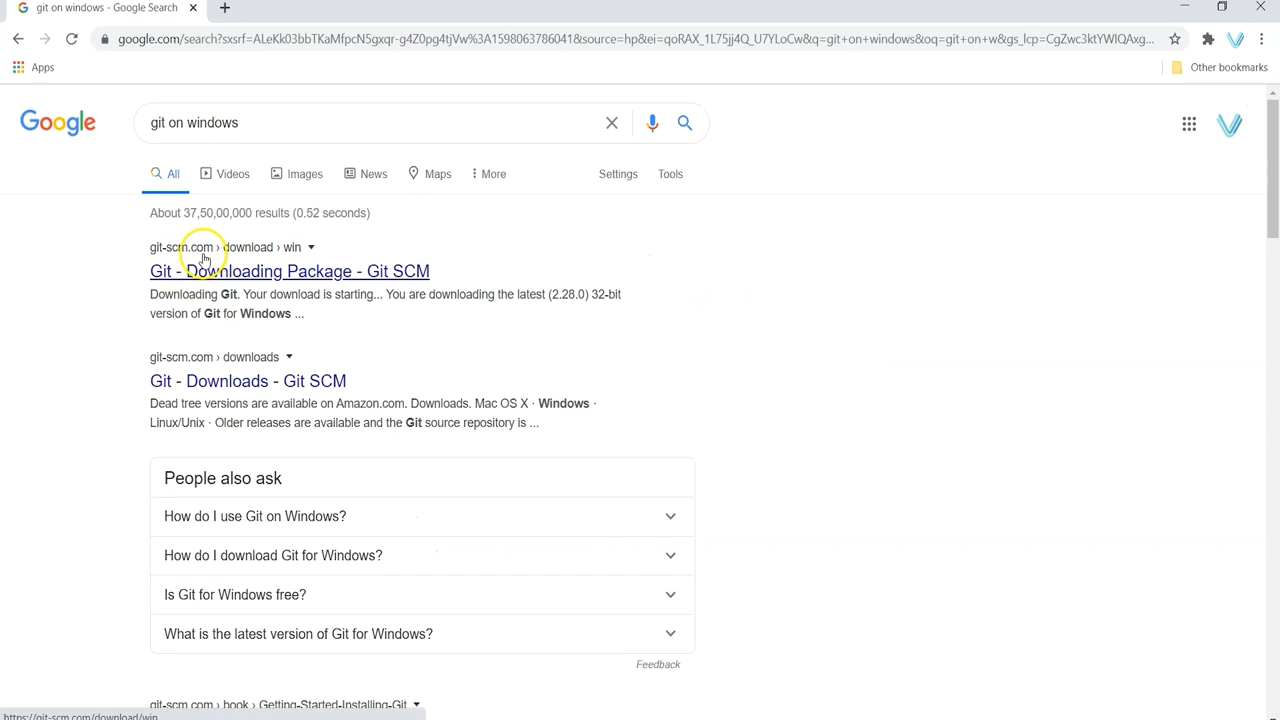 git on windows - Google Search
google.com/search?sxsrf=ALeKk03bbTKaMfpcN5gxqr-g4Z0pg4tjVw%3A1598063786041&source=hp&ei=qoRAX_1L75jj4Q_U7YLoCw&q=git+on+windows&oq=git+on+w&gs_lcp=CgZwc3ktYWIQAxg...
Apps
Other bookmarks
Google
git on windows
All
Videos
Images
News
Maps
More
Settings
Tools
About 37,50,00,000 results (0.52 seconds)
git-scm.com › download › win
Git - Downloading Package - Git SCM
Downloading Git. Your download is starting... You are downloading the latest (2.28.0) 32-bit
version of Git for Windows ...
git-scm.com › downloads
Git - Downloads - Git SCM
Dead tree versions are available on Amazon.com. Downloads. Mac OS X · Windows ·
Linux/Unix · Older releases are available and the Git source repository is ...
People also ask
How do I use Git on Windows?
How do I download Git for Windows?
Is Git for Windows free?
What is the latest version of Git for Windows?
Feedback
git-scm.com › book › Getting-Started-Installing-Git
https://git-scm.com/download/win